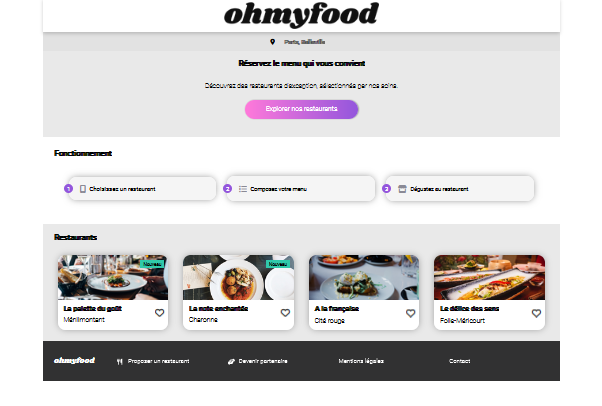 ohmyfood
Paris, Belleville
Réservez le menu qui vous convient
Découvrez des restaurants d'exception, sélectionnés par nos soins.
Explorer nos restaurants
Fonctionnement
1 Choisissez un restaurant
2 Composez votre menu
3 Dégustez au restaurant
Restaurants
Nouveau
Nouveau
La palette du goût
La note enchantée
A la française
Le délice des sens
Ménilmontant
Charonne
Cité rouge
Folie-Méricourt
ohmyfood
Proposer un restaurant
Devenir partenaire
Mentions légales
Contact